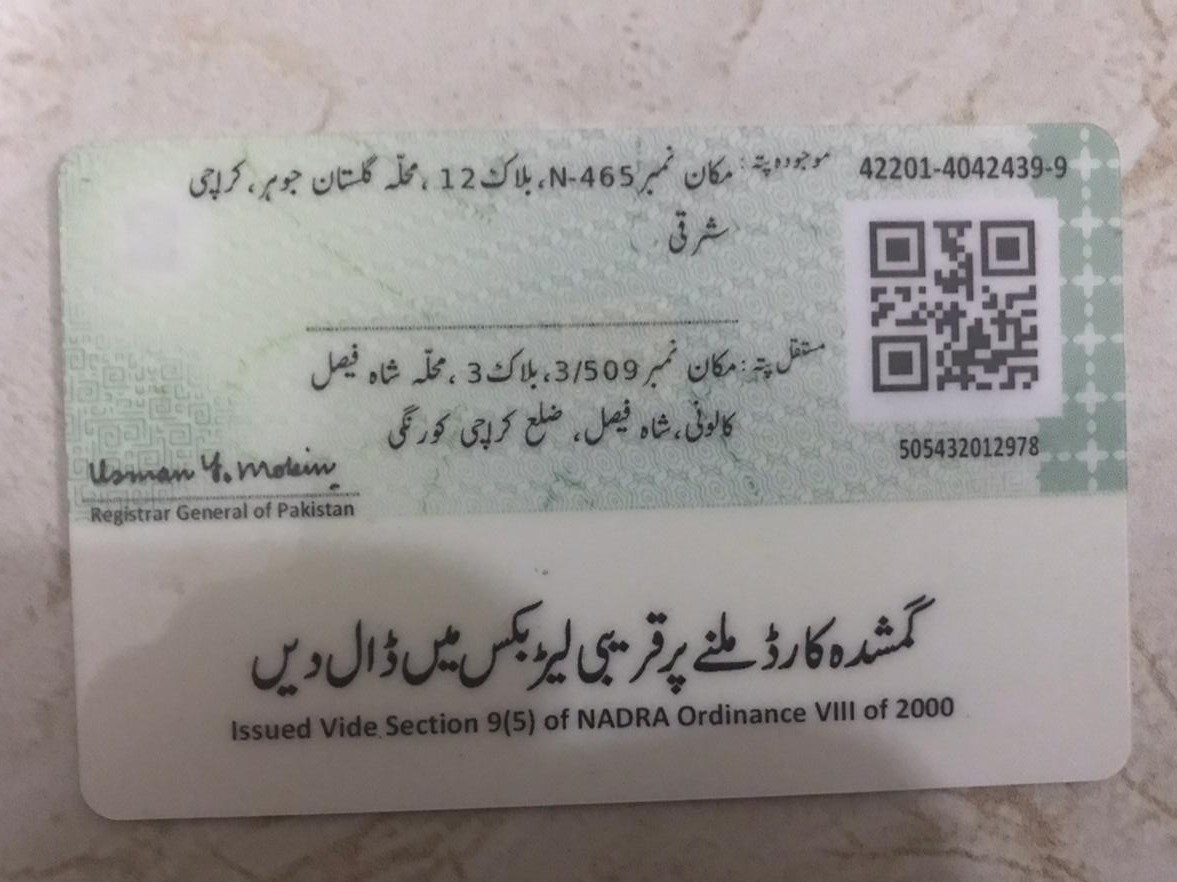 42201-4042439-9
موجودہ پتہ: مکان نمبر N-465، بلاک 12، محلّہ گلستان جوہر، کراچی
شرقی
مستقل پتہ: مکان نمبر 3/509، بلاک 3، محلّہ شاہ فیصل
کالونی، شاہ فیصل، ضلع کراچی کورنگی
505432012978
Usman Y. Mobin
Registrar General of Pakistan
گمشدہ کارڈ ملنے پر قریبی لیٹر بکس میں ڈال دیں
Issued Vide Section 9(5) of NADRA Ordinance VIII of 2000